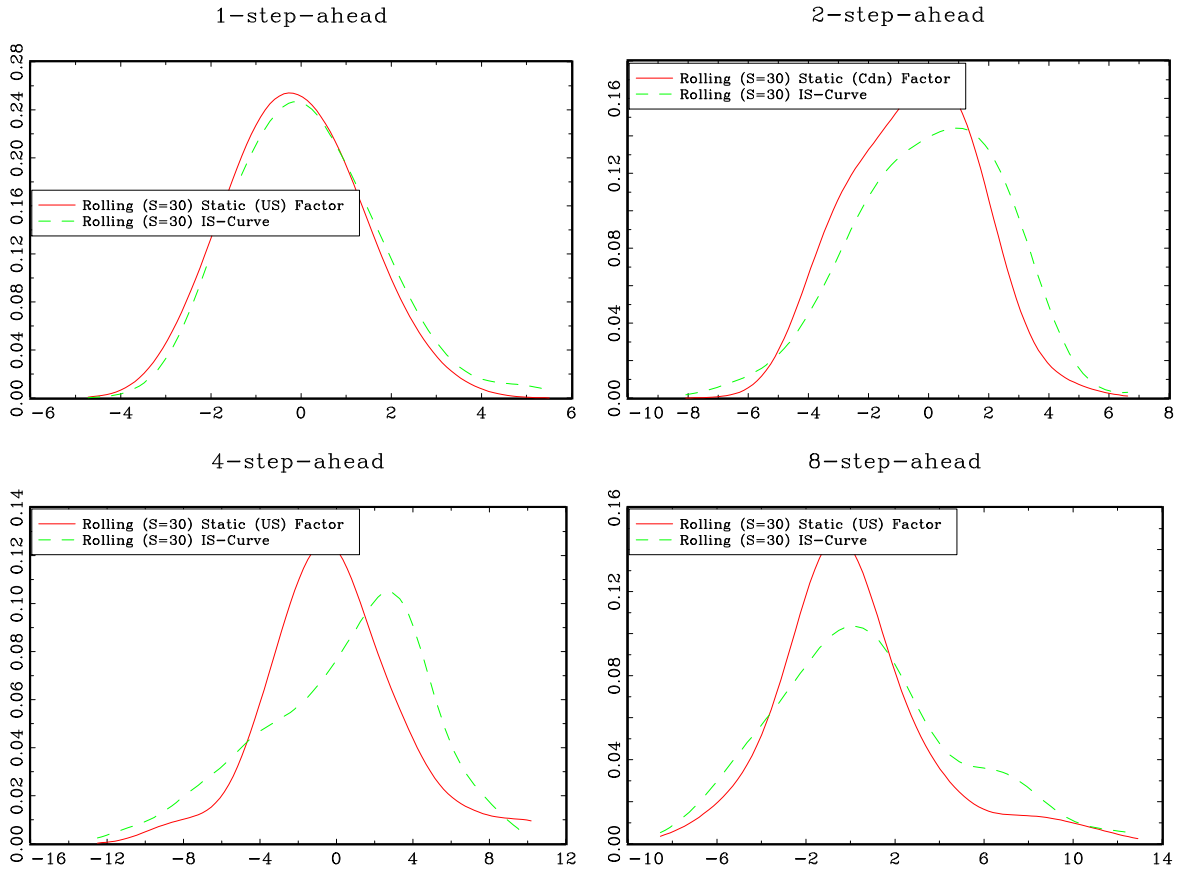 1-step-ahead
0.28
0.24
0.20
0.16
0.12
0.08
0.04
0.00
Rolling (S=30) Static (US) Factor
Rolling (S=30) IS-Curve
-6 -4 -2 0 2 4 6
2-step-ahead
0.16
0.12
0.08
0.04
0.00
Rolling (S=30) Static (Cdn) Factor
Rolling (S=30) IS-Curve
-10 -8 -6 -4 -2 0 2 4 6 8
4-step-ahead
0.14
0.12
0.10
0.08
0.06
0.04
0.02
0.00
Rolling (S=30) Static (US) Factor
Rolling (S=30) IS-Curve
-16 -12 -8 -4 0 4 8 12
8-step-ahead
0.16
0.12
0.08
0.04
0.00
Rolling (S=30) Static (US) Factor
Rolling (S=30) IS-Curve
-10 -6 -2 2 6 10 14